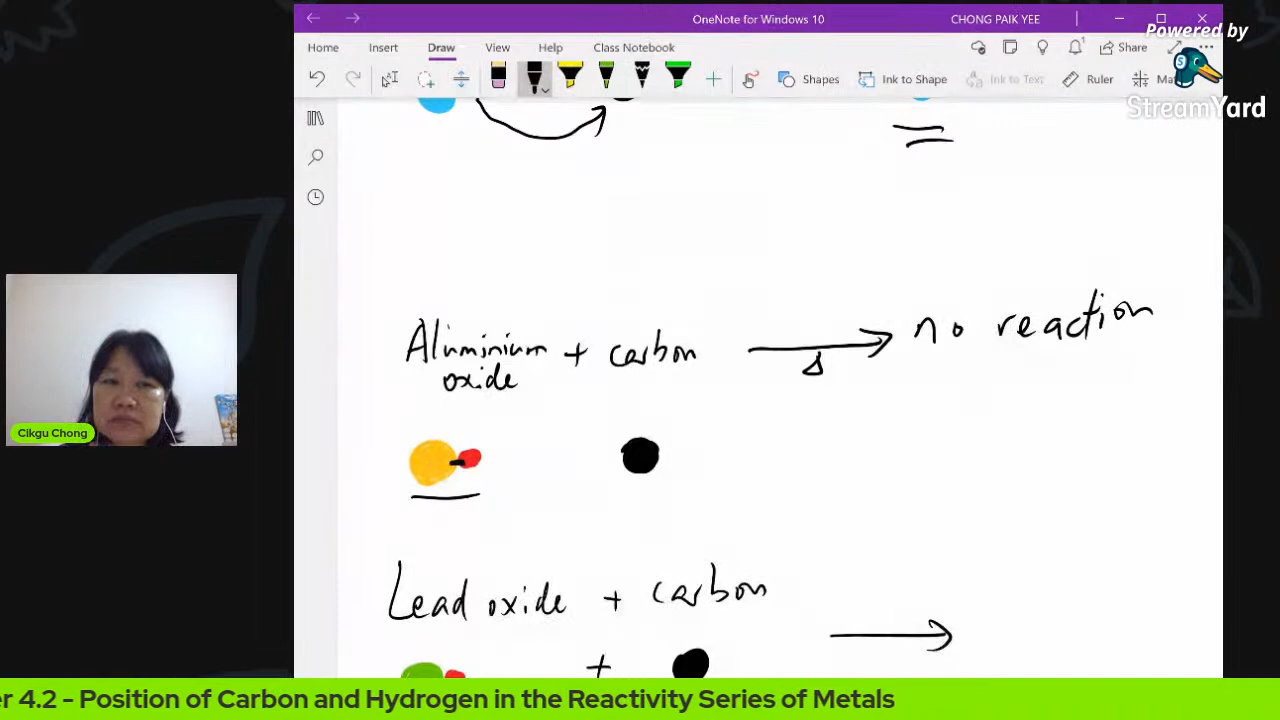 OneNote for Windows 10
CHONG PAIK YEE
Powered by
StreamYard
Home Insert Draw View Help Class Notebook Share
Shapes Ink to Shape Ink to Text Ruler
Aluminium + carbon → no reaction
oxide Δ
Cikgu Chong
Lead oxide + carbon →
+
4.2 - Position of Carbon and Hydrogen in the Reactivity Series of Metals